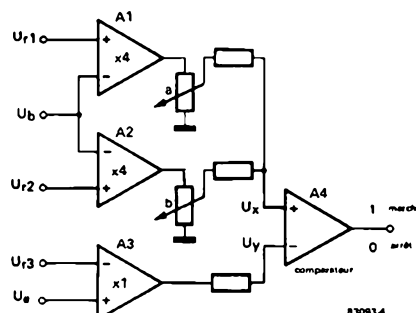 A1
Ur1
+
x4
−
a
Ub
A2
−
x4
+
Ur2
b
A4
Ux
+
1 march
Uy
−
0 arrêt
comparateur
A3
Ur3
−
x1
Ue
+
83093-4